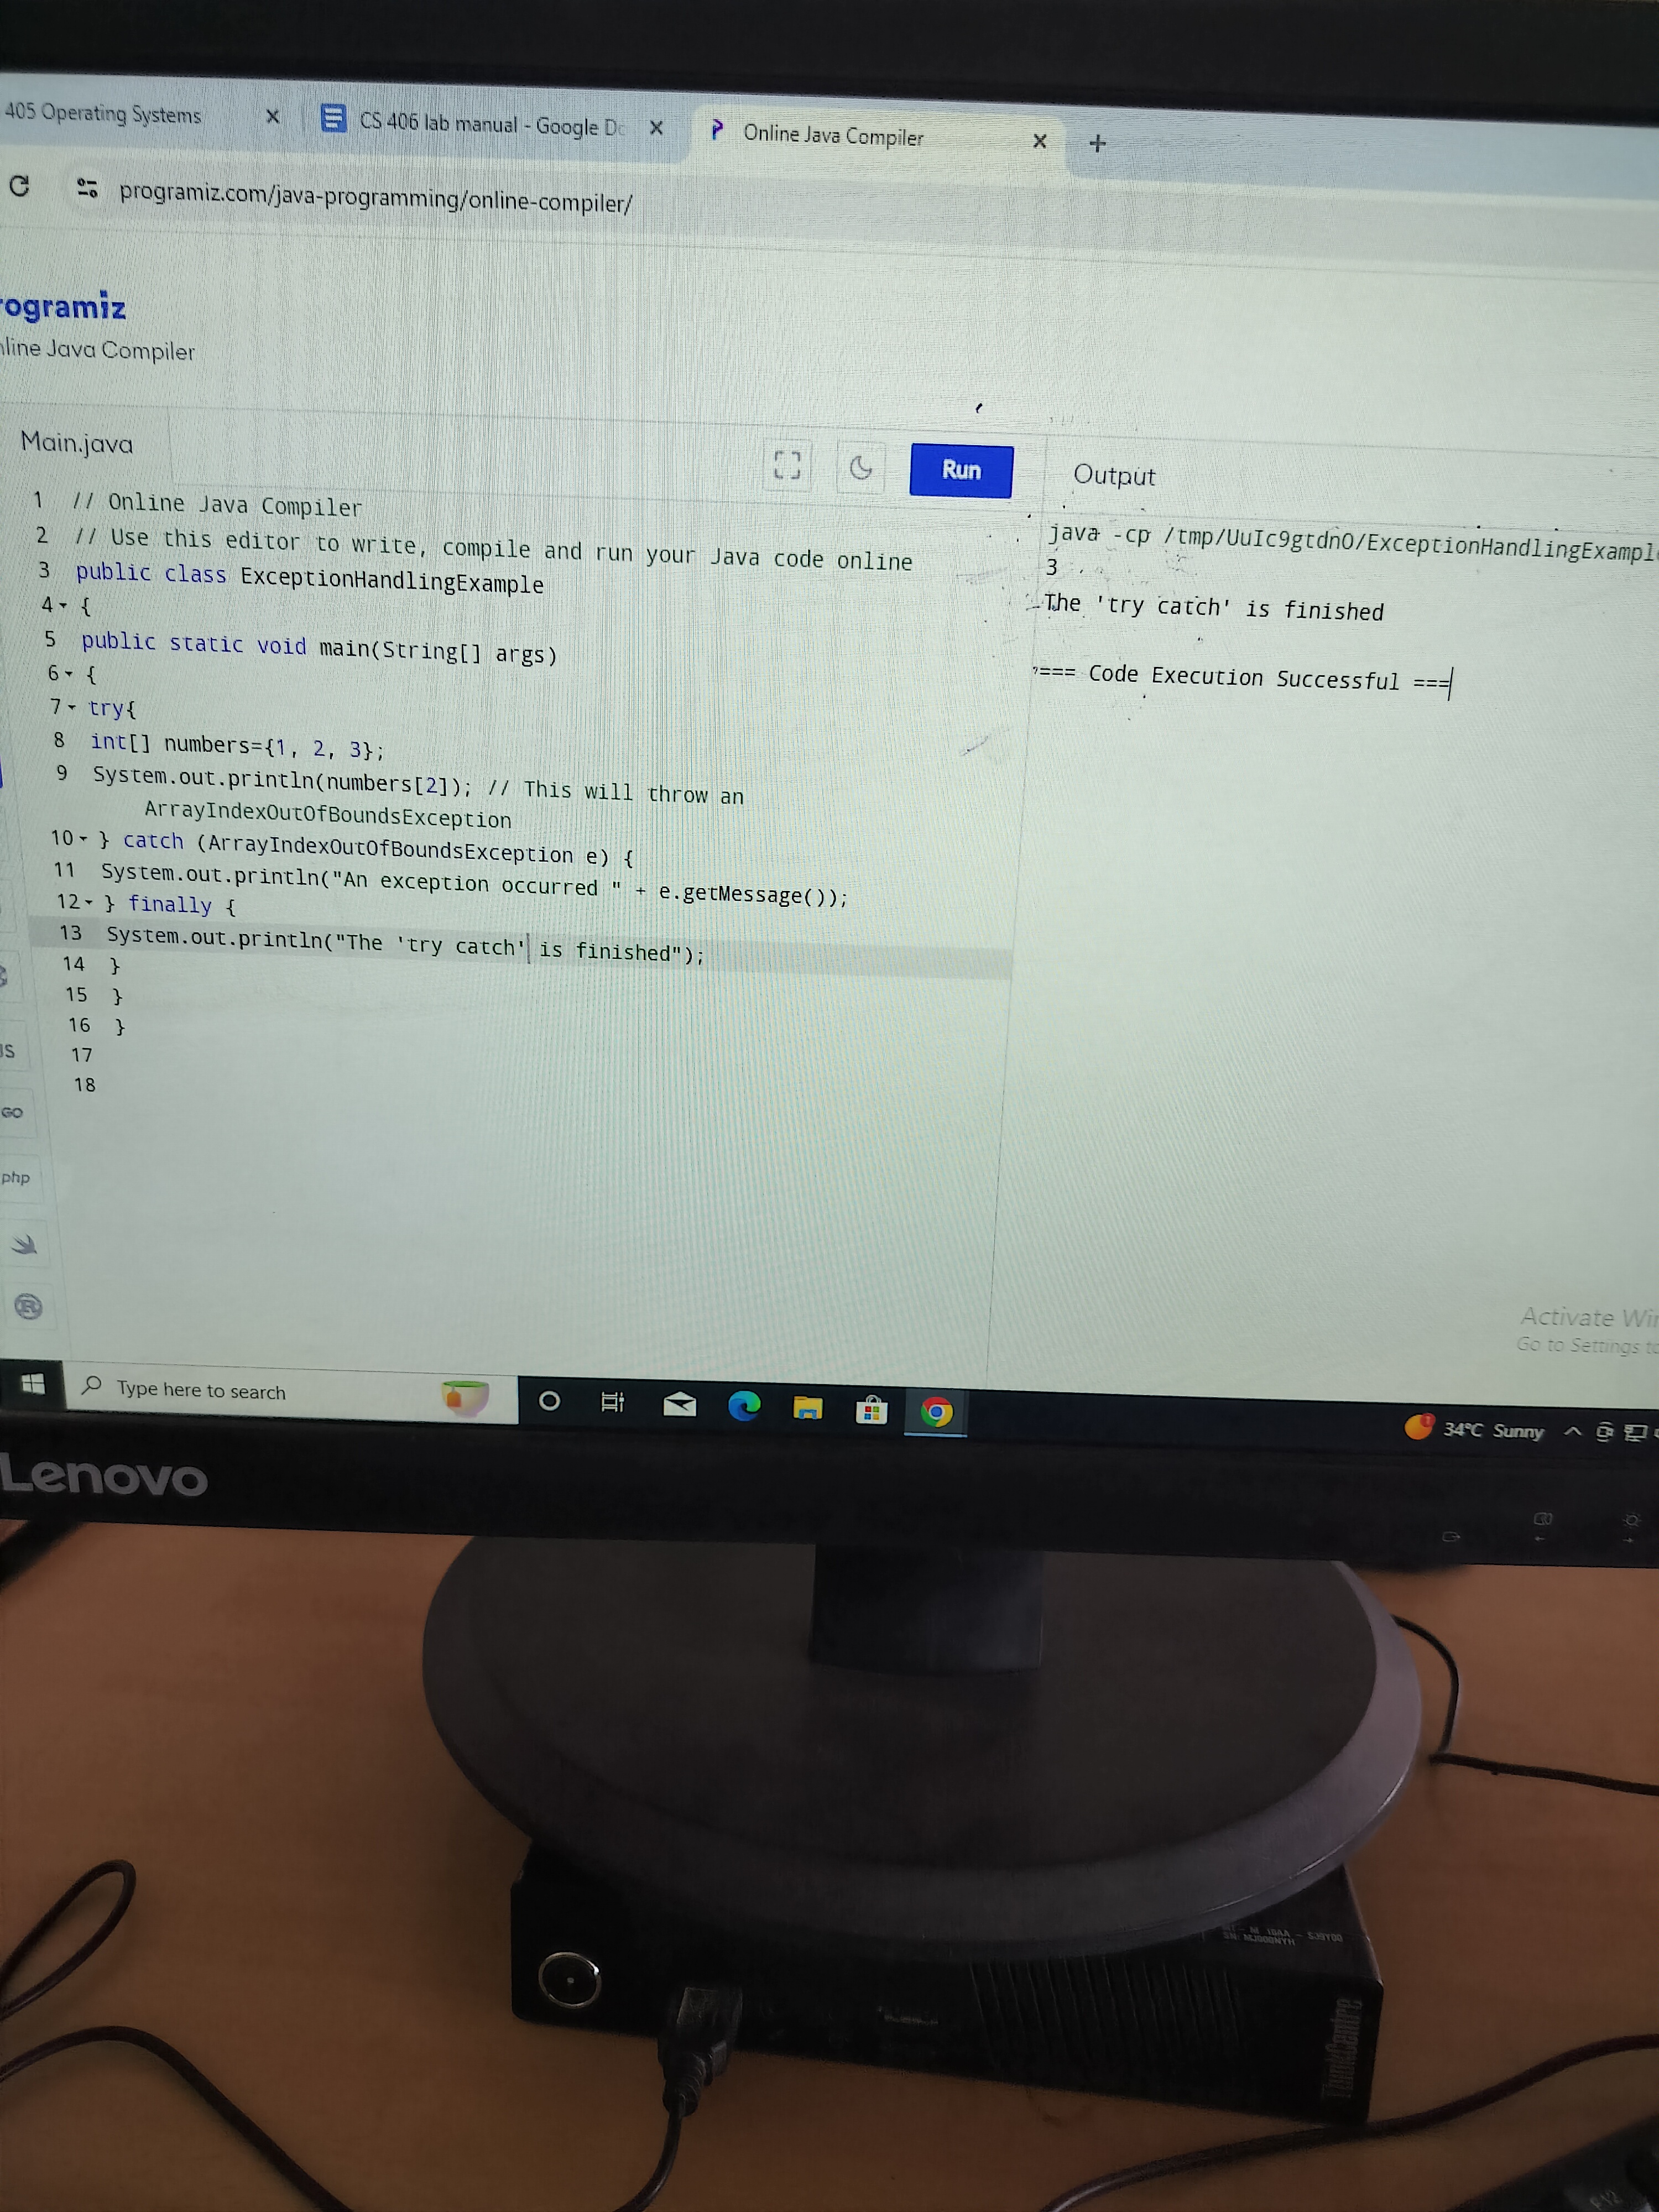 405 Operating Systems
CS 406 lab manual - Google Do
Online Java Compiler
programiz.com/java-programming/online-compiler/
rogramiz
nline Java Compiler
Main.java
Run
Output
1 // Online Java Compiler
2 // Use this editor to write, compile and run your Java code online
3 public class ExceptionHandlingExample
4 {
5 public static void main(String[] args)
6 {
7 try{
8 int[] numbers={1, 2, 3};
9 System.out.println(numbers[2]); // This will throw an
ArrayIndexOutOfBoundsException
10 } catch (ArrayIndexOutOfBoundsException e) {
11 System.out.println("An exception occurred " + e.getMessage());
12 } finally {
13 System.out.println("The 'try catch' is finished");
14 }
15 }
16 }
17
18
java -cp /tmp/UuIc9gtdnO/ExceptionHandlingExampl
3
The 'try catch' is finished
=== Code Execution Successful ===
JS
GO
php
Activate Win
Go to Settings to
Type here to search
34°C Sunny
Lenovo
ThinkCentre